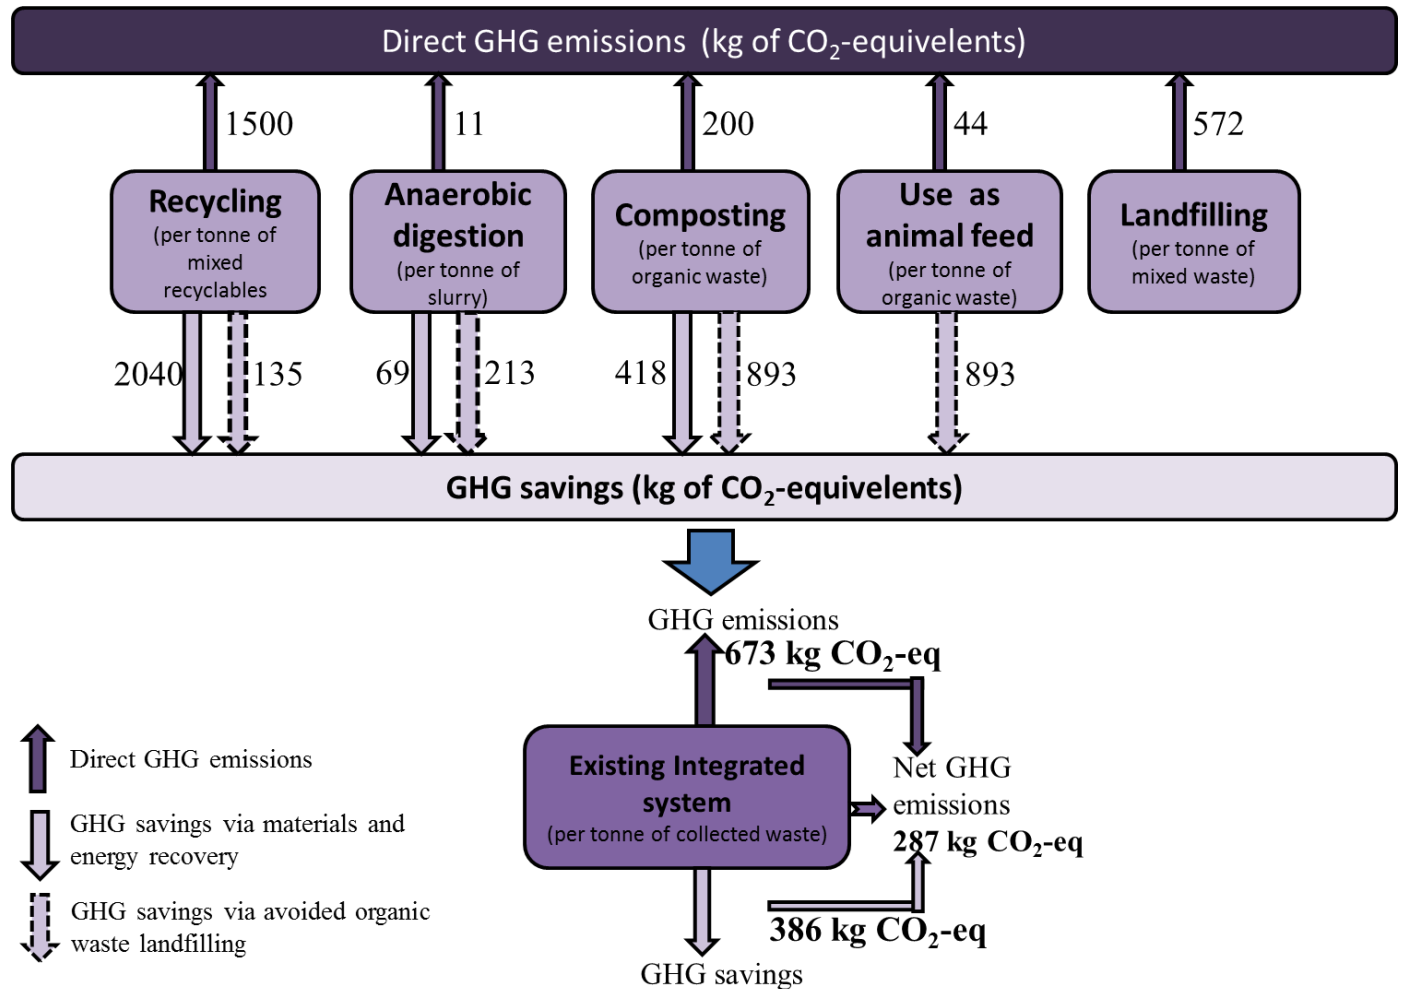 Direct GHG emissions (kg of CO₂-equivelents)
1500
11
200
44
572
Recycling
(per tonne of
mixed
recyclables
Anaerobic
digestion
(per tonne of
slurry)
Composting
(per tonne of
organic waste)
Use as
animal feed
(per tonne of
organic waste)
Landfilling
(per tonne of
mixed waste)
2040
135
69
213
418
893
893
GHG savings (kg of CO₂-equivelents)
GHG emissions
673 kg CO₂-eq
Existing Integrated
system
(per tonne of collected waste)
Net GHG
emissions
287 kg CO₂-eq
386 kg CO₂-eq
GHG savings
Direct GHG emissions
GHG savings via materials and
energy recovery
GHG savings via avoided organic
waste landfilling